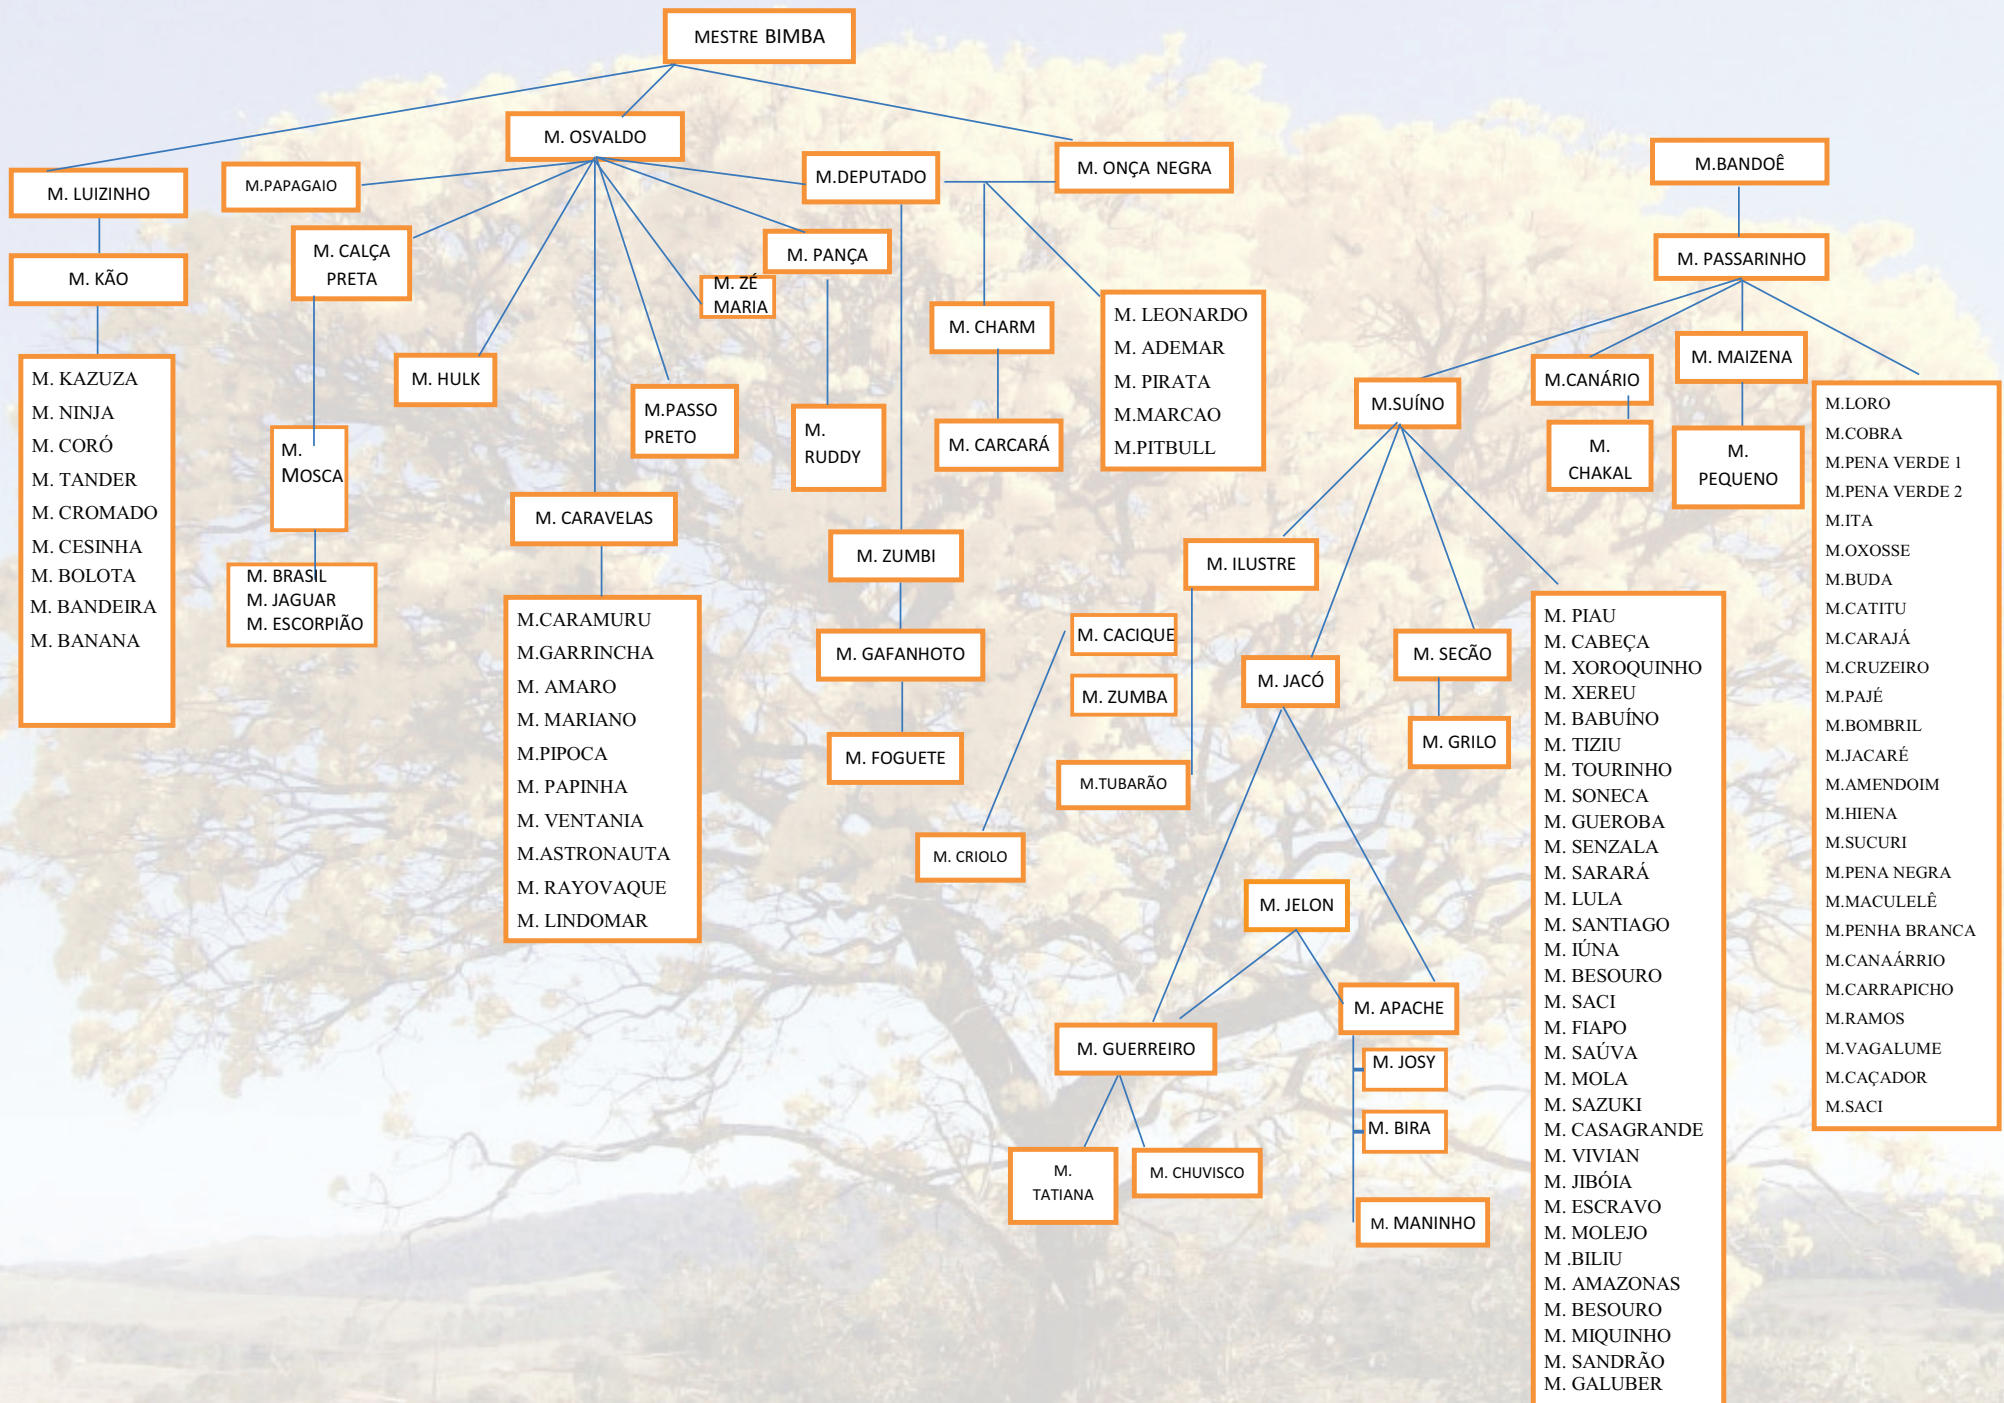 MESTRE BIMBA
M. OSVALDO
M. ONÇA NEGRA
M.BANDOÊ
M. LUIZINHO
M.PAPAGAIO
M.DEPUTADO
M. CALÇA
PRETA
M. PANÇA
M. PASSARINHO
M. KÃO
M. ZÉ
MARIA
M. CHARM
M. LEONARDO
M. ADEMAR
M. PIRATA
M.MARCAO
M.PITBULL
M. HULK
M.PASSO
PRETO
M.
RUDDY
M. CARCARÁ
M.SUÍNO
M.CANÁRIO
M. MAIZENA
M.
CHAKAL
M.
PEQUENO
M. KAZUZA
M. NINJA
M. CORÓ
M. TANDER
M. CROMADO
M. CESINHA
M. BOLOTA
M. BANDEIRA
M. BANANA
M.
MOSCA
M. BRASIL
M. JAGUAR
M. ESCORPIÃO
M. CARAVELAS
M.CARAMURU
M.GARRINCHA
M. AMARO
M. MARIANO
M.PIPOCA
M. PAPINHA
M. VENTANIA
M.ASTRONAUTA
M. RAYOVAQUE
M. LINDOMAR
M. ZUMBI
M. GAFANHOTO
M. FOGUETE
M. ILUSTRE
M. CACIQUE
M. ZUMBA
M.TUBARÃO
M. CRIOLO
M. JACÓ
M. SECÃO
M. GRILO
M. JELON
M. APACHE
M. GUERREIRO
M. JOSY
M. BIRA
M. MANINHO
M.
TATIANA
M. CHUVISCO
M. PIAU
M. CABEÇA
M. XOROQUINHO
M. XEREU
M. BABUÍNO
M. TIZIU
M. TOURINHO
M. SONECA
M. GUEROBA
M. SENZALA
M. SARARÁ
M. LULA
M. SANTIAGO
M. IÚNA
M. BESOURO
M. SACI
M. FIAPO
M. SAÚVA
M. MOLA
M. SAZUKI
M. CASAGRANDE
M. VIVIAN
M. JIBÓIA
M. ESCRAVO
M. MOLEJO
M .BILIU
M. AMAZONAS
M. BESOURO
M. MIQUINHO
M. SANDRÃO
M. GALUBER
M.LORO
M.COBRA
M.PENA VERDE 1
M.PENA VERDE 2
M.ITA
M.OXOSSE
M.BUDA
M.CATITU
M.CARAJÁ
M.CRUZEIRO
M.PAJÉ
M.BOMBRIL
M.JACARÉ
M.AMENDOIM
M.HIENA
M.SUCURI
M.PENA NEGRA
M.MACULELÊ
M.PENHA BRANCA
M.CANAÁRRIO
M.CARRAPICHO
M.RAMOS
M.VAGALUME
M.CAÇADOR
M.SACI